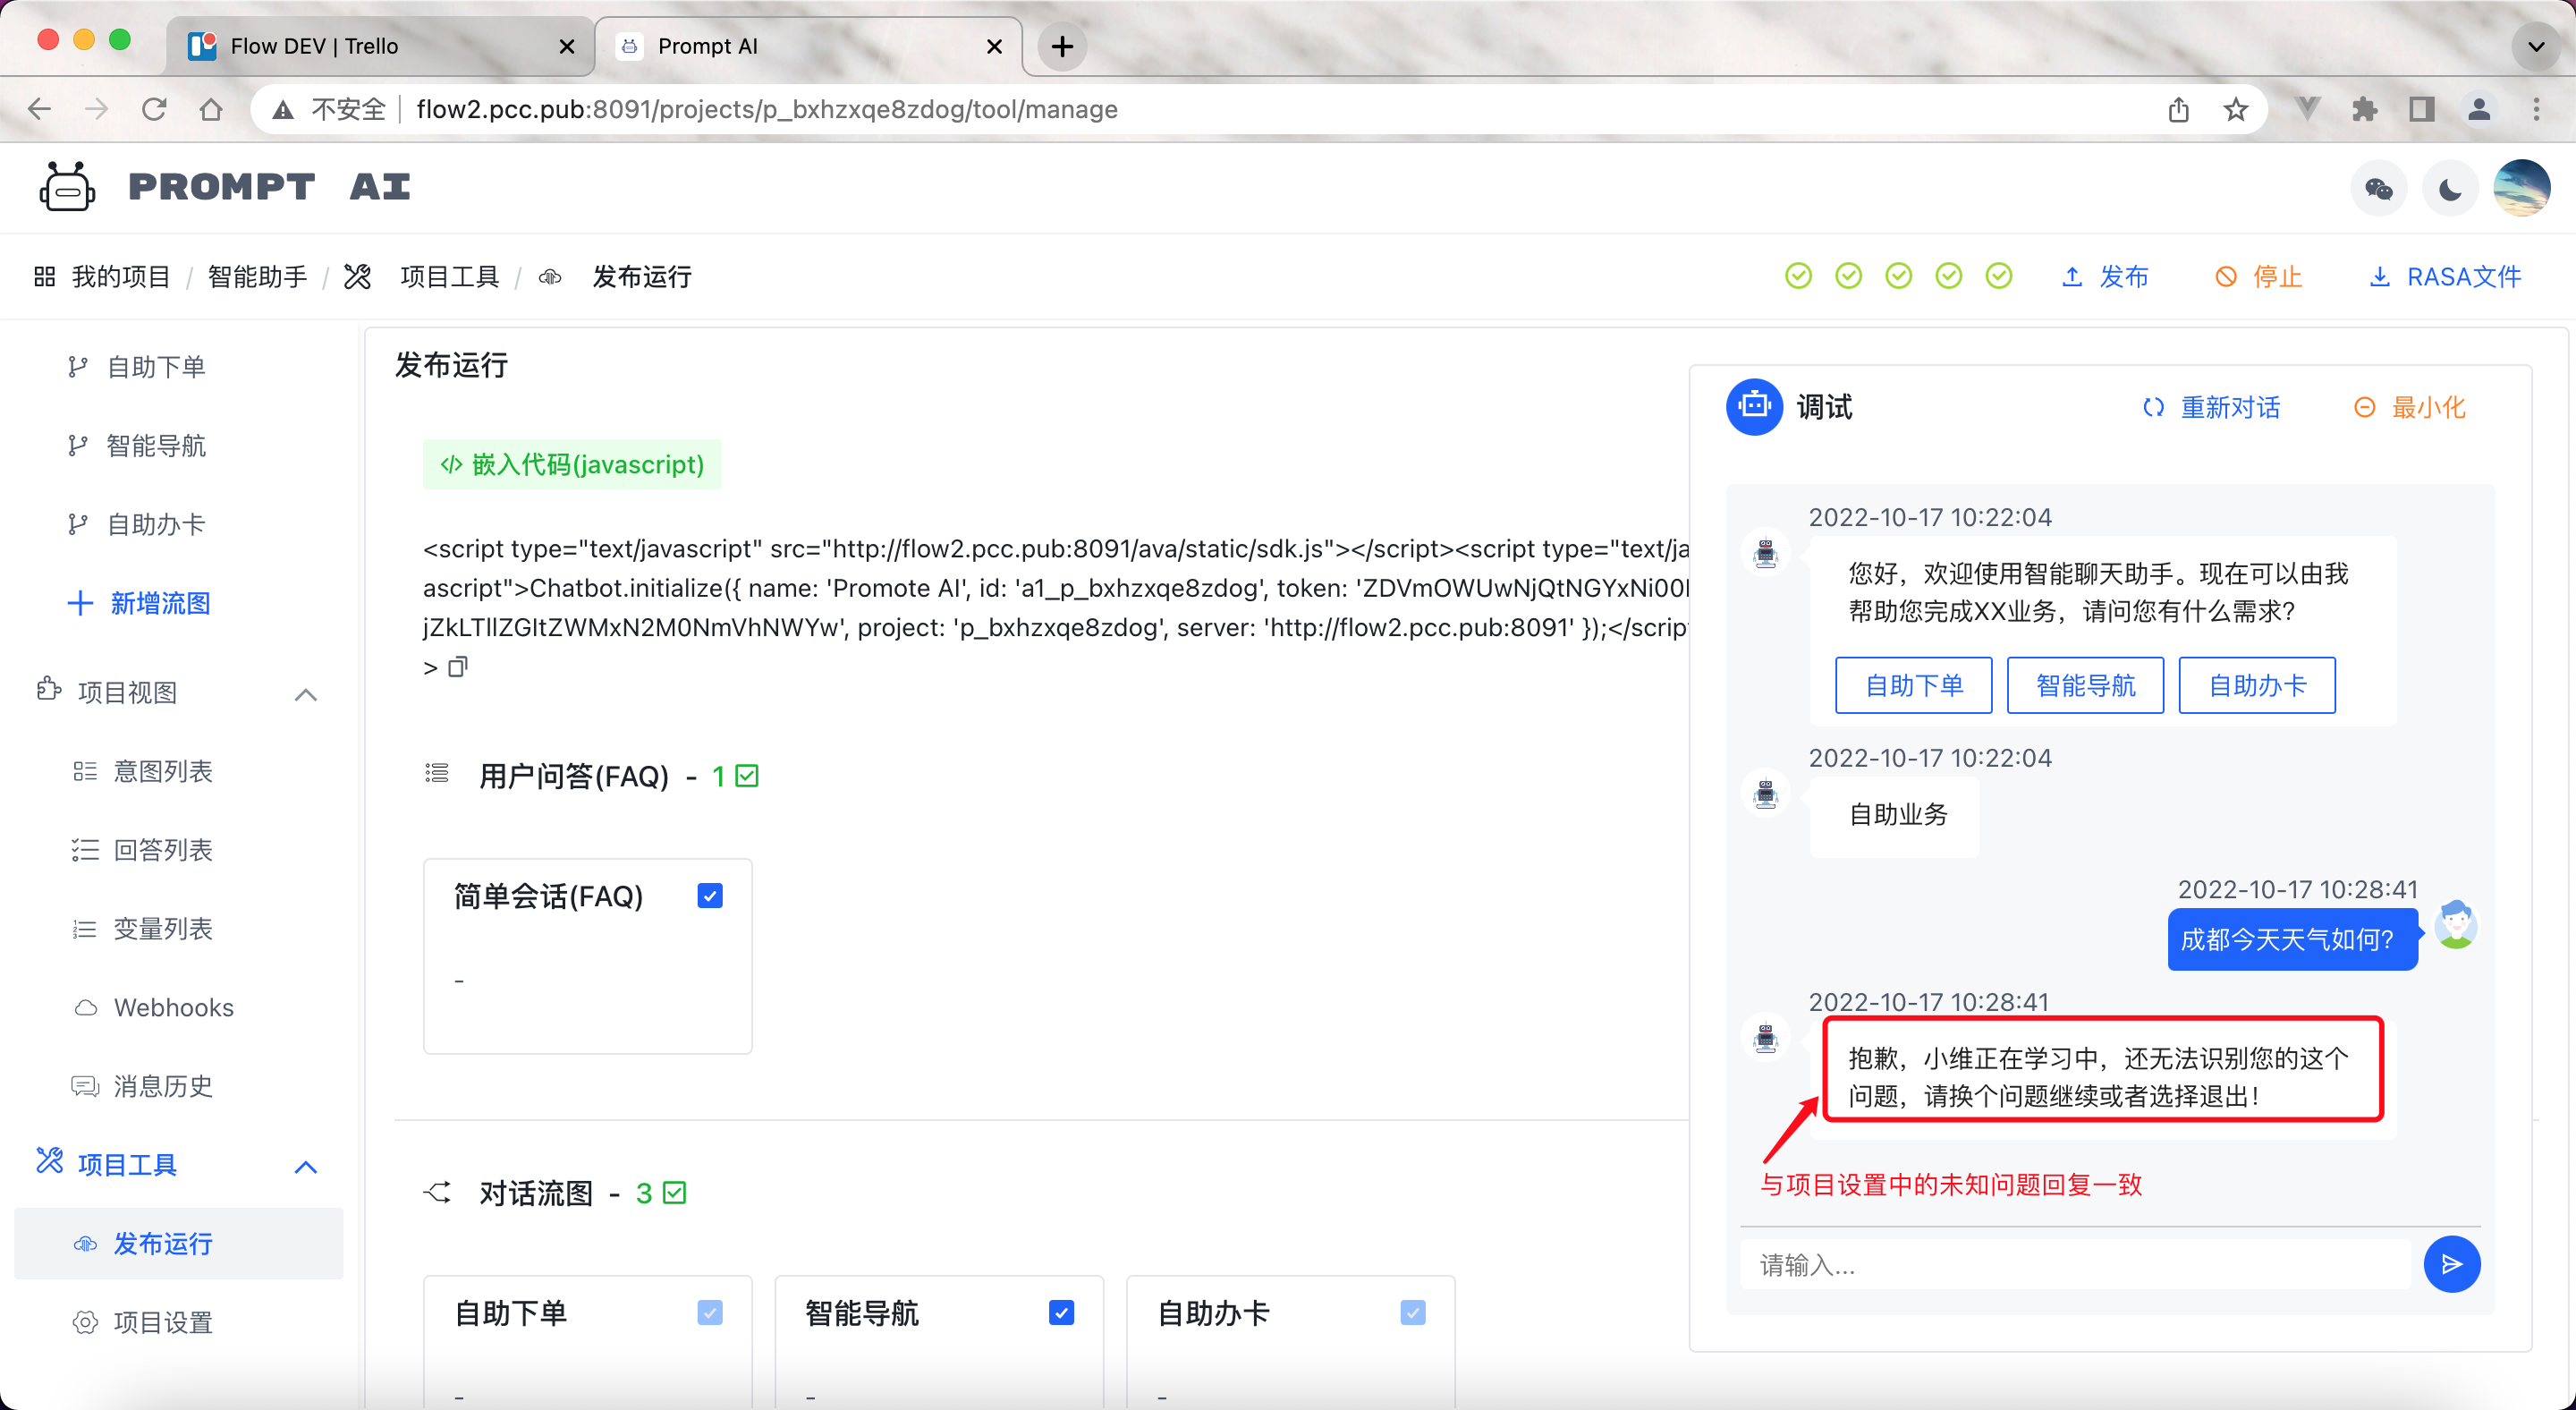 Flow DEV | Trello
Prompt AI
不安全
flow2.pcc.pub:8091/projects/p_bxhzxqe8zdog/tool/manage
PROMPT AI
我的项目 / 智能助手 / 项目工具 / 发布运行
发布
停止
RASA文件
自助下单
智能导航
自助办卡
新增流图
项目视图
意图列表
回答列表
变量列表
Webhooks
消息历史
项目工具
发布运行
项目设置
发布运行
</> 嵌入代码(javascript)
<script type="text/javascript" src="http://flow2.pcc.pub:8091/ava/static/sdk.js"></script><script type="text/ja
ascript">Chatbot.initialize({ name: 'Promote AI', id: 'a1_p_bxhzxqe8zdog', token: 'ZDVmOWUwNjQtNGYxNi00
jZkLTllZGItZWMxN2M0NmVhNWYw', project: 'p_bxhzxqe8zdog', server: 'http://flow2.pcc.pub:8091' });</scrip
>
用户问答(FAQ) - 1
简单会话(FAQ)
-
对话流图 - 3
自助下单
-
智能导航
-
自助办卡
-
调试
重新对话
最小化
2022-10-17 10:22:04
您好，欢迎使用智能聊天助手。现在可以由我
帮助您完成XX业务，请问您有什么需求?
自助下单
智能导航
自助办卡
2022-10-17 10:22:04
自助业务
2022-10-17 10:28:41
成都今天天气如何?
2022-10-17 10:28:41
抱歉，小维正在学习中，还无法识别您的这个
问题，请换个问题继续或者选择退出!
与项目设置中的未知问题回复一致
请输入...